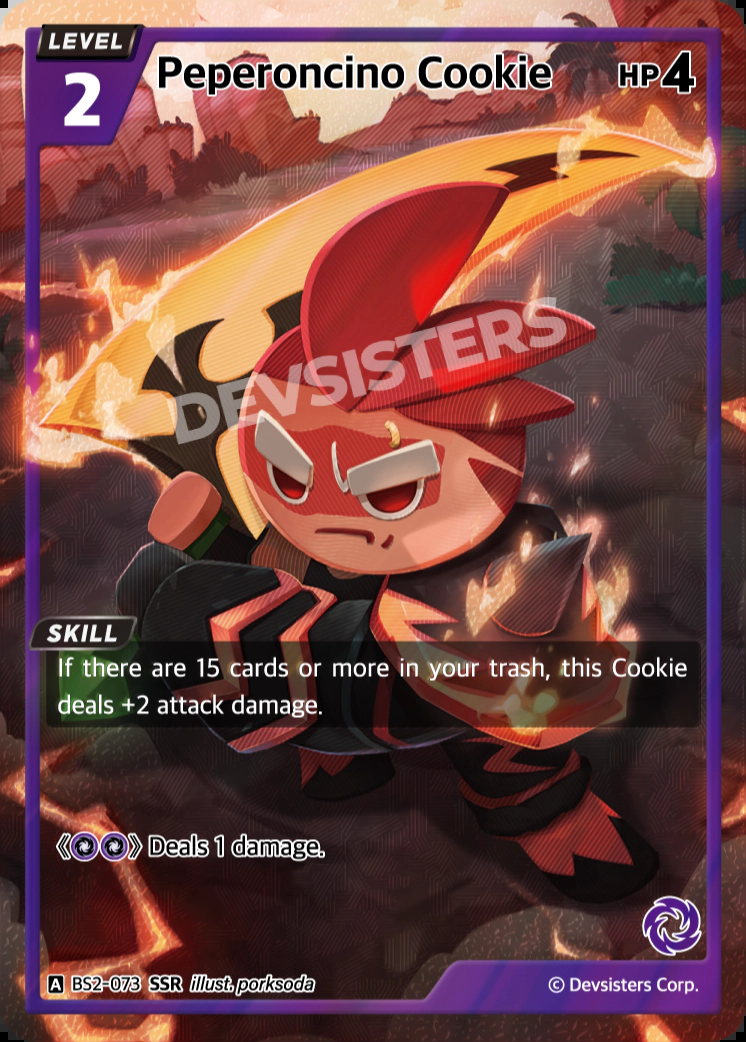 LEVEL
2
Peperoncino Cookie
HP4
DEVSISTERS
SKILL
If there are 15 cards or more in your trash, this Cookie
deals +2 attack damage.
《》 Deals 1 damage.
A BS2-073 SSR illust. porksoda
© Devsisters Corp.